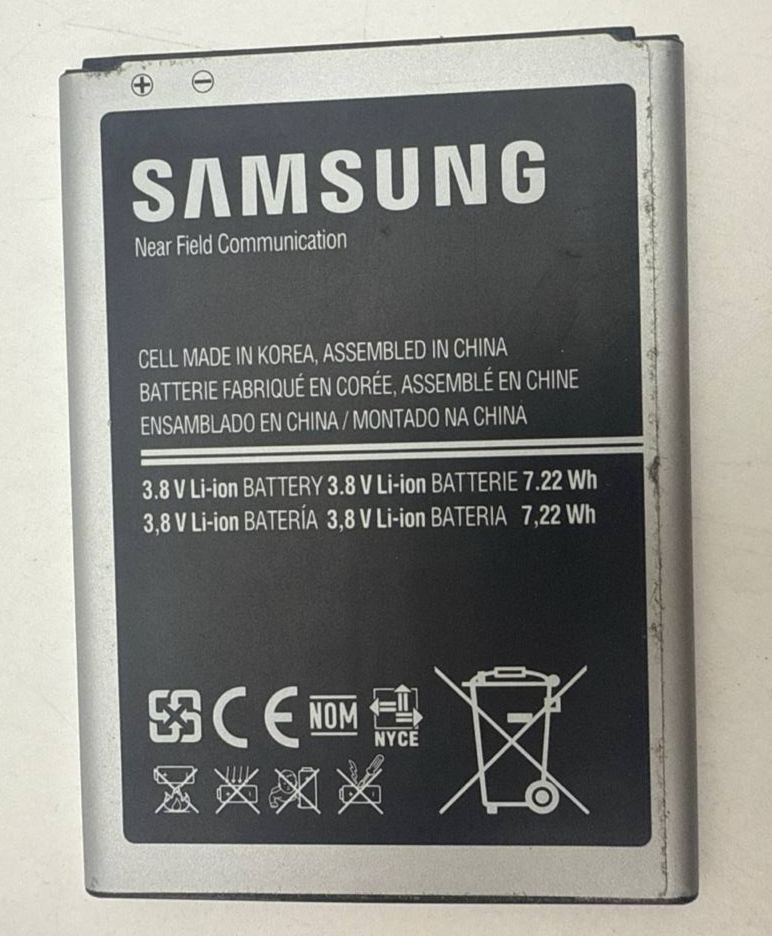 SAMSUNG
Near Field Communication
CELL MADE IN KOREA, ASSEMBLED IN CHINA
BATTERIE FABRIQUÉ EN CORÉE, ASSEMBLÉ EN CHINE
ENSAMBLADO EN CHINA / MONTADO NA CHINA
3.8 V Li-ion BATTERY 3.8 V Li-ion BATTERIE 7.22 Wh
3,8 V Li-ion BATERÍA 3,8 V Li-ion BATERIA 7,22 Wh
CE NOM NYCE